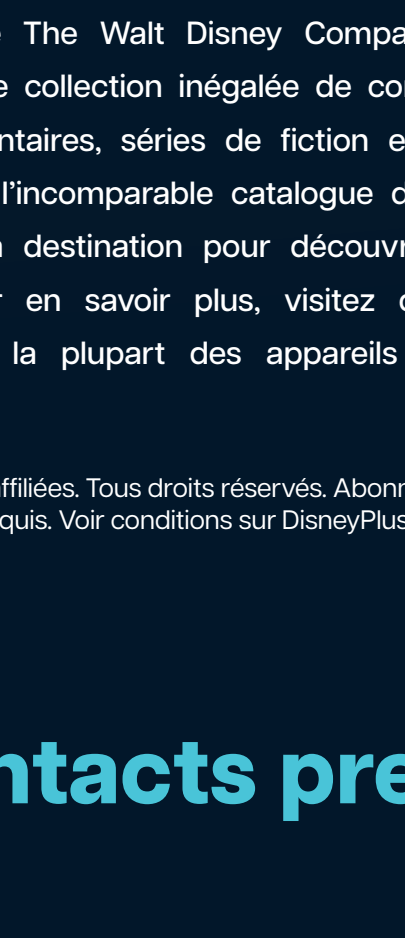 The Walt Disney Compa
collection inégalée de co
ntaires, séries de fiction e
l'incomparable catalogue d
destination pour découvr
en savoir plus, visitez
la plupart des appareils
ffiliées. Tous droits réservés. Abonn
quis. Voir conditions sur DisneyPlus
ntacts pre